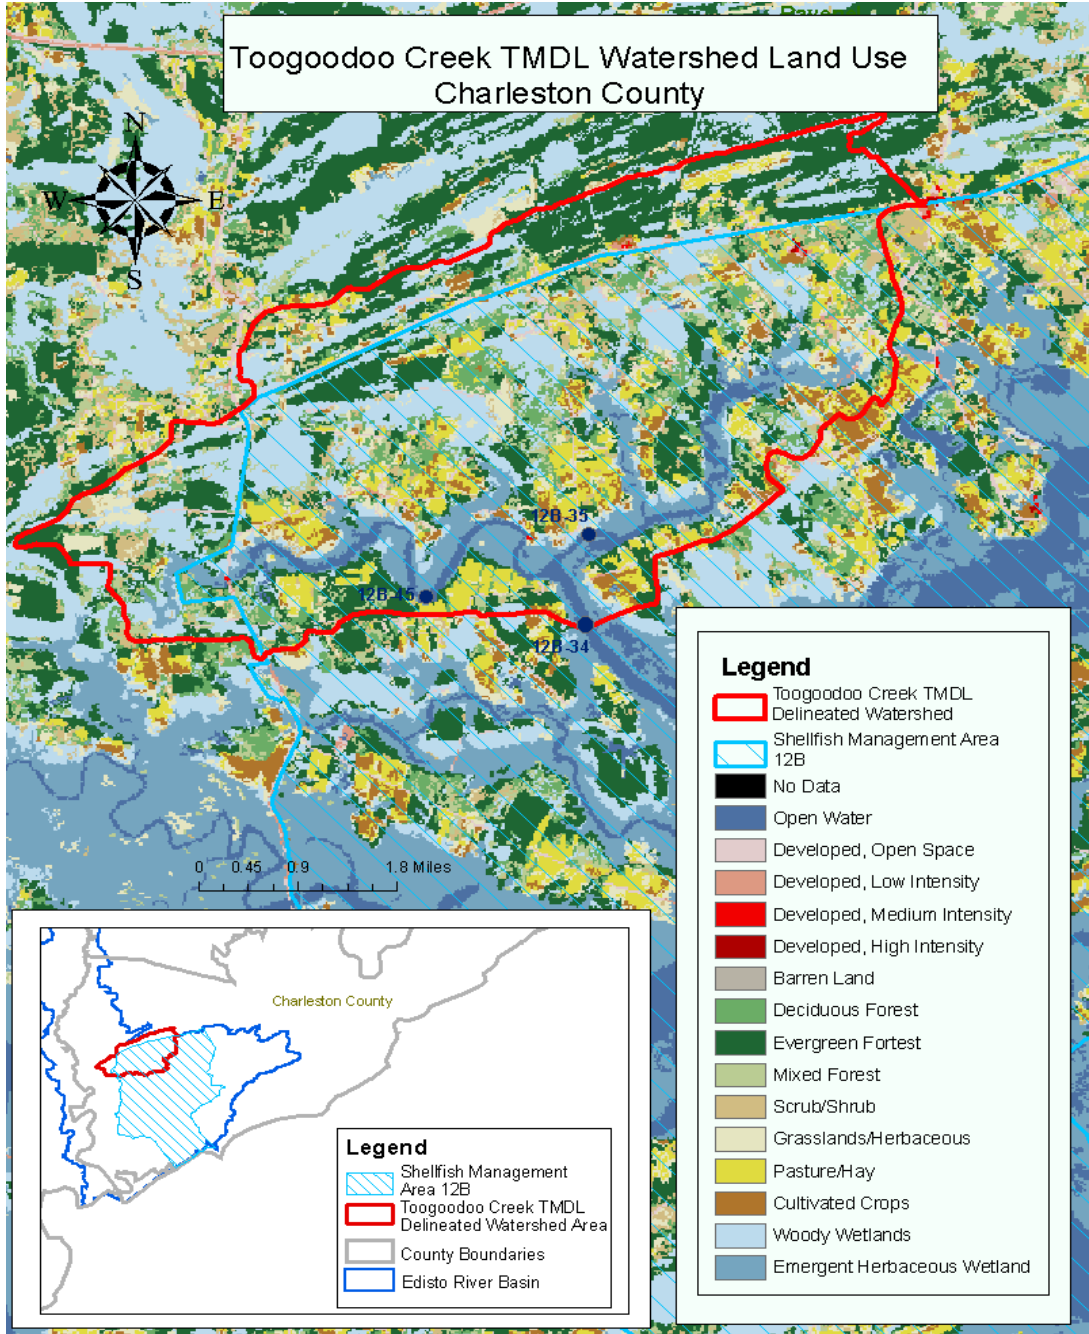 Toogoodoo Creek TMDL Watershed Land Use
Charleston County
N
W
E
S
12B-35
12B-45
12B-34
0 0.45 0.9 1.8 Miles
Legend
Toogoodoo Creek TMDL
Delineated Watershed
Shellfish Management Area
12B
No Data
Open Water
Developed, Open Space
Developed, Low Intensity
Developed, Medium Intensity
Developed, High Intensity
Barren Land
Deciduous Forest
Evergreen Fortest
Mixed Forest
Scrub/Shrub
Grasslands/Herbaceous
Pasture/Hay
Cultivated Crops
Woody Wetlands
Emergent Herbaceous Wetland
Charleston County
Legend
Shellfish Management
Area 12B
Toogoodoo Creek TMDL
Delineated Watershed Area
County Boundaries
Edisto River Basin